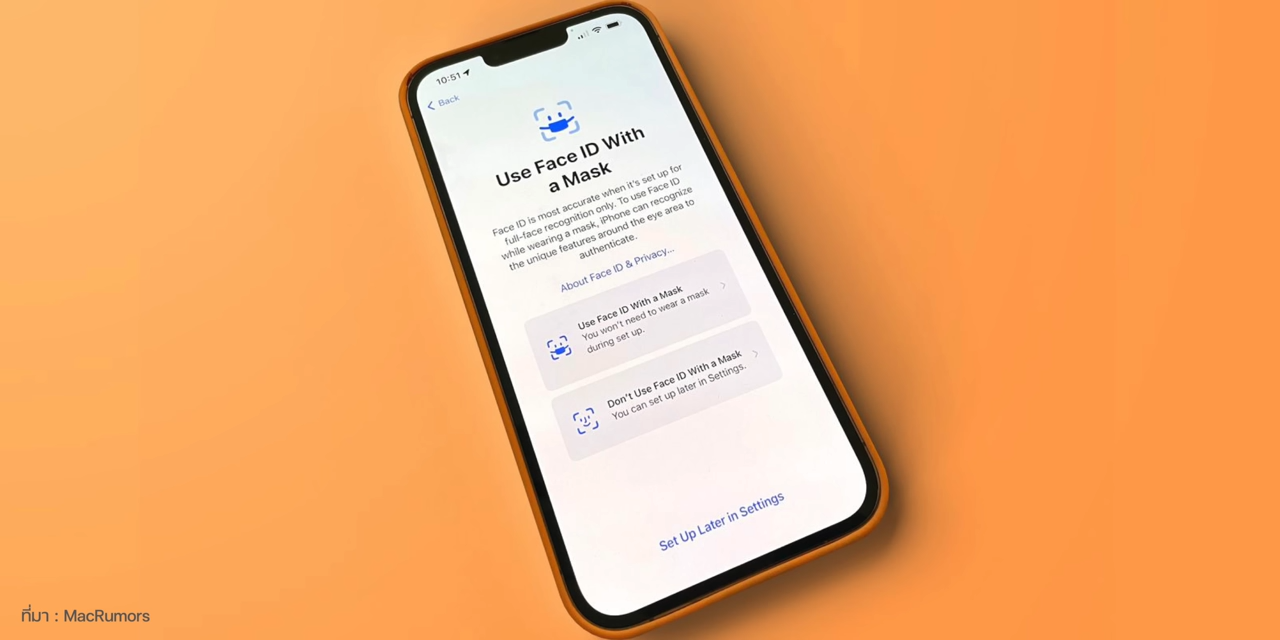 10:51
Back
Use Face ID With
a Mask
Face ID is most accurate when it's set up for
full-face recognition only. To use Face ID
while wearing a mask, iPhone can recognize
the unique features around the eye area to
authenticate.
About Face ID & Privacy...
Use Face ID With a Mask
You won't need to wear a mask
during set up.
Don't Use Face ID With a Mask
You can set up later in Settings.
Set Up Later in Settings
ที่มา : MacRumors